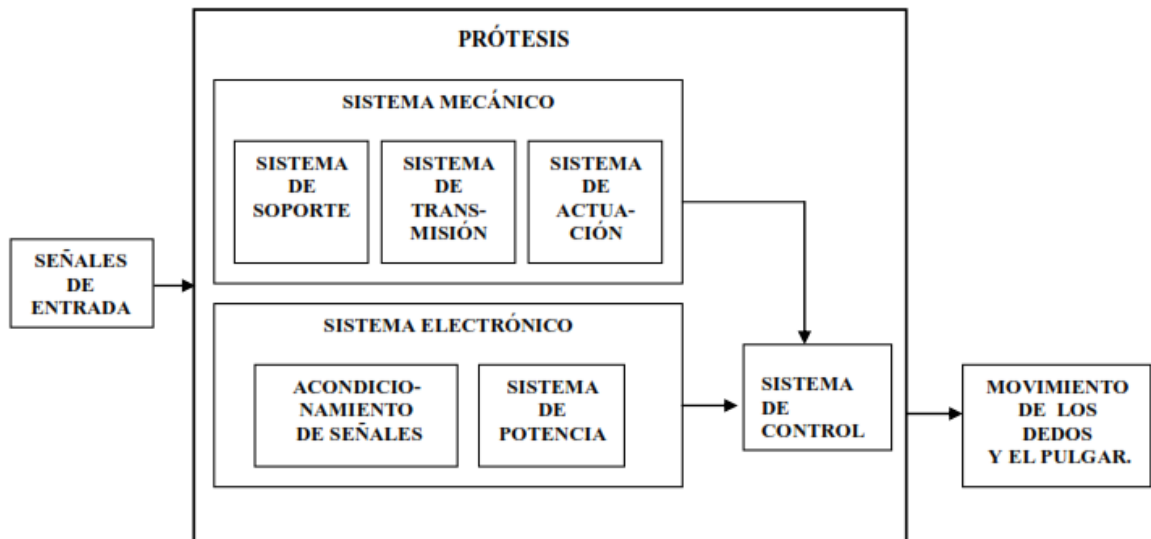 PRÓTESIS
SISTEMA MECÁNICO
SISTEMA
DE
SOPORTE
SISTEMA
DE
TRANS-
MISIÓN
SISTEMA
DE
ACTUA-
CIÓN
SEÑALES
DE
ENTRADA
SISTEMA ELECTRÓNICO
ACONDICIO-
NAMIENTO
DE SEÑALES
SISTEMA
DE
POTENCIA
SISTEMA
DE
CONTROL
MOVIMIENTO
DE LOS
DEDOS
Y EL PULGAR.